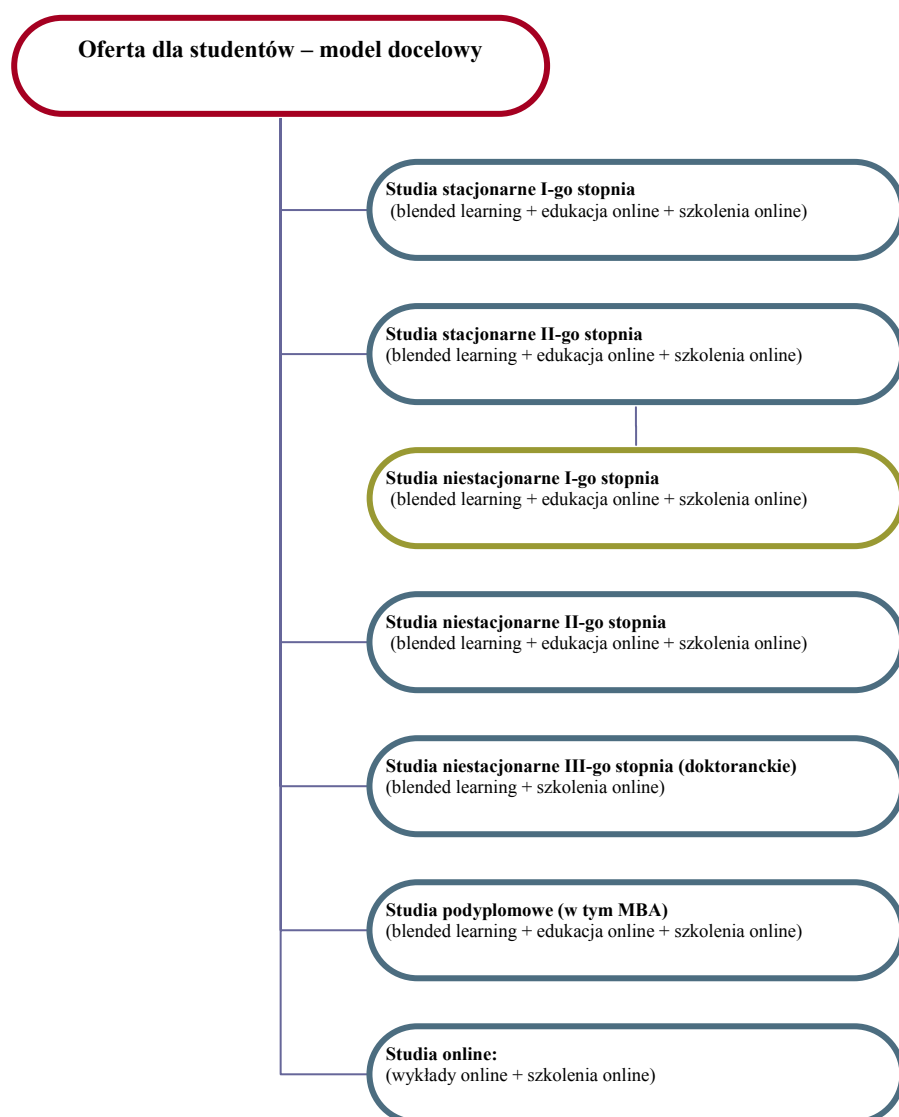 Oferta dla studentów – model docelowy
Studia stacjonarne I-go stopnia
(blended learning + edukacja online + szkolenia online)
Studia stacjonarne II-go stopnia
(blended learning + edukacja online + szkolenia online)
Studia niestacjonarne I-go stopnia
(blended learning + edukacja online + szkolenia online)
Studia niestacjonarne II-go stopnia
(blended learning + edukacja online + szkolenia online)
Studia niestacjonarne III-go stopnia (doktoranckie)
(blended learning + szkolenia online)
Studia podyplomowe (w tym MBA)
(blended learning + edukacja online + szkolenia online)
Studia online:
(wykłady online + szkolenia online)